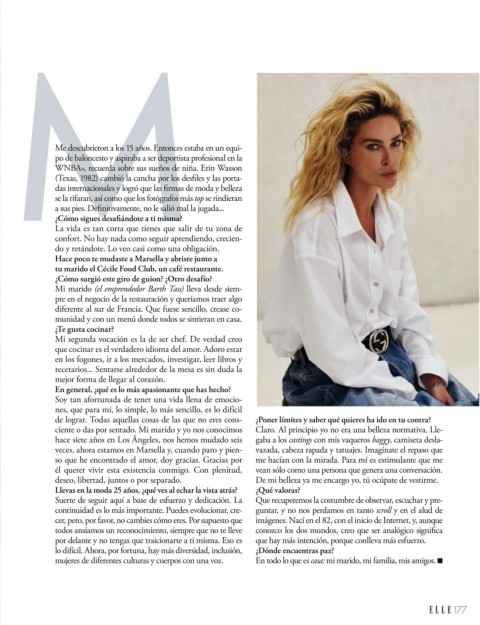 M
Me descubrieron a los 15 años. Entonces estaba en un equi-
po de baloncesto y aspiraba a ser deportista profesional en la
WNBA», recuerda sobre sus sueños de niña. Erin Wasson
(Texas, 1982) cambió la cancha por los desfiles y las porta-
das internacionales y logró que las firmas de moda y belleza
se la rifaran, así como que los fotógrafos más top se rindieran
a sus pies. Definitivamente, no le salió mal la jugada...
¿Cómo sigues desafiándote a ti misma?
La vida es tan corta que tienes que salir de tu zona de
confort. No hay nada como seguir aprendiendo, crecien-
do y retándote. Lo veo casi como una obligación.
Hace poco te mudaste a Marsella y abriste junto a
tu marido el Cécile Food Club, un café restaurante.
¿Cómo surgió este giro de guion? ¿Otro desafío?
Mi marido (el emprendedor Barth Tass) lleva desde siem-
pre en el negocio de la restauración y queríamos traer algo
diferente al sur de Francia. Que fuese sencillo, crease co-
munidad y con un menú donde todos se sintieran en casa.
¿Te gusta cocinar?
Mi segunda vocación es la de ser chef. De verdad creo
que cocinar es el verdadero idioma del amor. Adoro estar
en los fogones, ir a los mercados, investigar, leer libros y
recetarios... Sentarse alrededor de la mesa es sin duda la
mejor forma de llegar al corazón.
En general, ¿qué es lo más apasionante que has hecho?
Soy tan afortunada de tener una vida llena de emocio-
nes, que para mí, lo simple, lo más sencillo, es lo difícil
de lograr. Todas aquellas cosas de las que no eres cons-
ciente o das por sentado. Mi marido y yo nos conocimos
hace siete años en Los Ángeles, nos hemos mudado seis
veces, ahora estamos en Marsella y, cuando paro y pien-
so que he encontrado el amor, doy gracias. Gracias por
él querer vivir esta existencia conmigo. Con plenitud,
deseo, libertad, juntos o por separado.
Llevas en la moda 25 años, ¿qué ves al echar la vista atrás?
Suerte de seguir aquí a base de esfuerzo y dedicación. La
continuidad es lo más importante. Puedes evolucionar, cre-
cer, pero, por favor, no cambies cómo eres. Por supuesto que
todos ansiamos un reconocimiento, siempre que no te lleve
por delante y no tengas que traicionarte a ti misma. Eso es
lo difícil. Ahora, por fortuna, hay más diversidad, inclusión,
mujeres de diferentes culturas y cuerpos con una voz.
¿Poner límites y saber qué quieres ha ido en tu contra?
Claro. Al principio yo no era una belleza normativa. Lle-
gaba a los castings con mis vaqueros baggy, camiseta desla-
vazada, cabeza rapada y tatuajes. Imagínate el repaso que
me hacían con la mirada. Para mí es estimulante que me
vean sólo como una persona que genera una conversación.
De mi belleza ya me encargo yo, tú ocúpate de vestirme.
¿Qué valoras?
Que recuperemos la costumbre de observar, escuchar y pre-
guntar, y no nos perdamos en tanto scroll y en el alud de
imágenes. Nací en el 82, con el inicio de Internet, y, aunque
conozco los dos mundos, creo que ser analógico significa
que hay más intención, porque conlleva más esfuerzo.
¿Dónde encuentras paz?
En todo lo que es casa: mi marido, mi familia, mis amigos. ■
ELLE 177